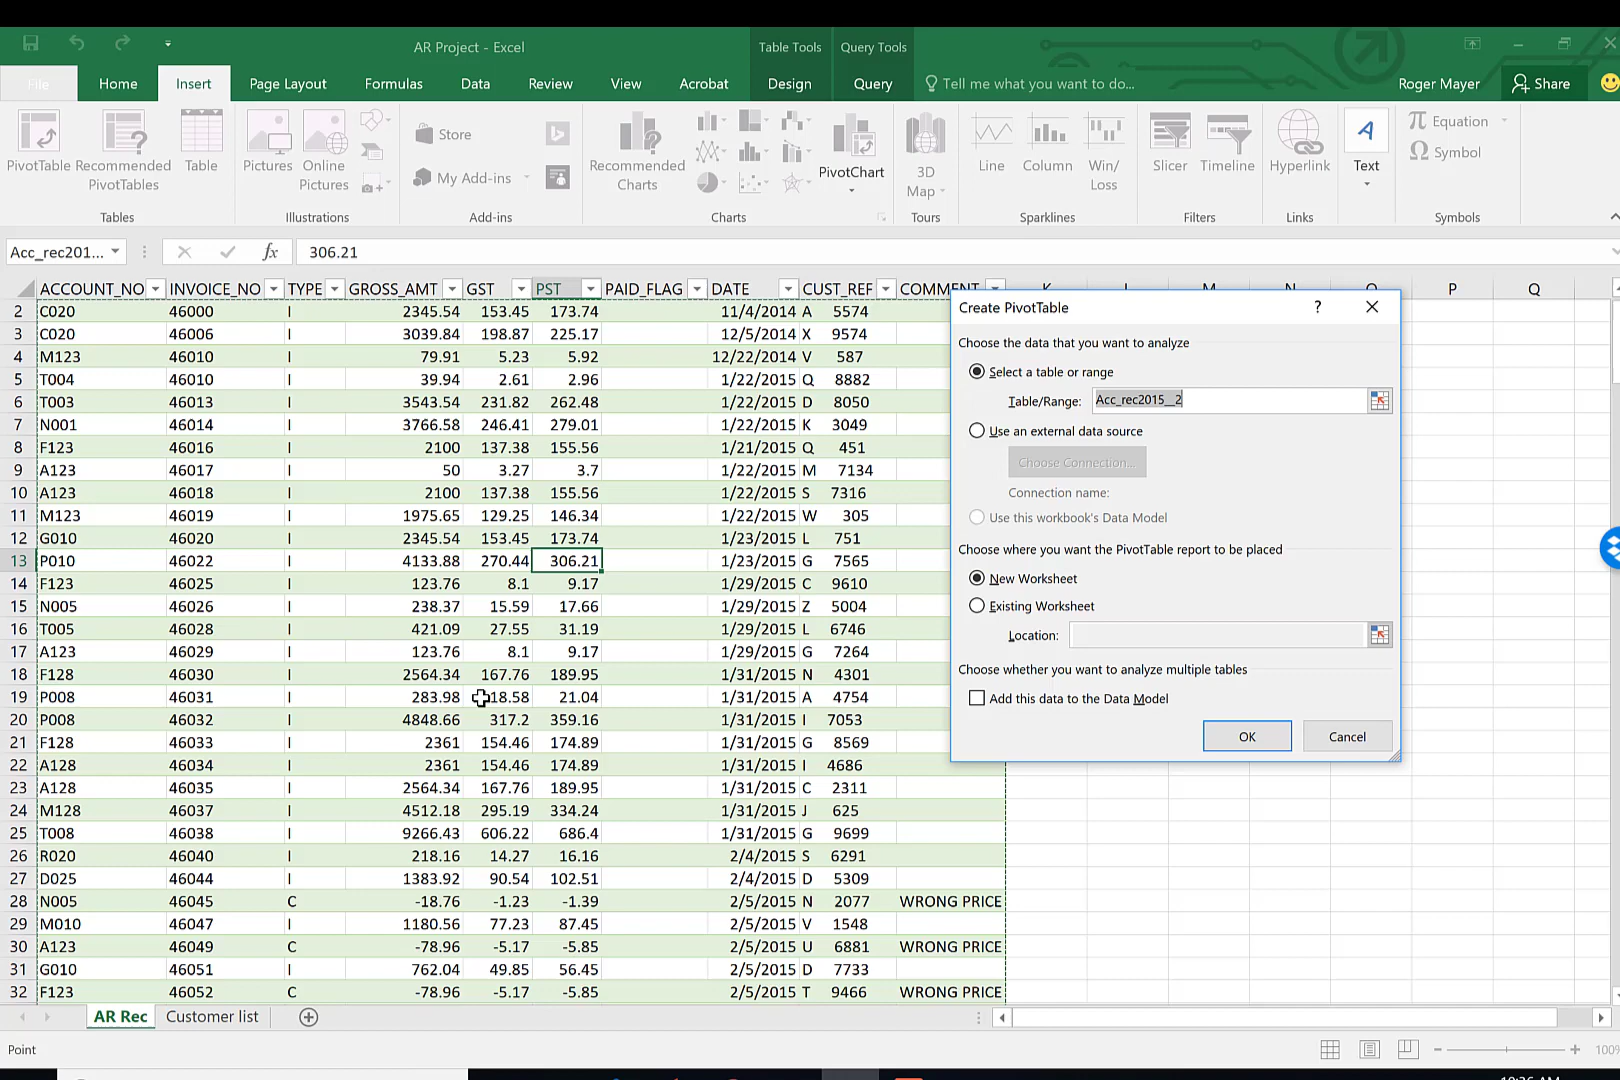 AR Project - Excel
Table Tools
Query Tools
File
Home
Insert
Page Layout
Formulas
Data
Review
View
Acrobat
Design
Query
Tell me what you want to do...
Roger Mayer
Share
PivotTable
Recommended
PivotTables
Table
Pictures
Online
Pictures
Store
My Add-ins
Recommended
Charts
PivotChart
3D
Map
Line
Column
Win/
Loss
Slicer
Timeline
Hyperlink
Text
Equation
Symbol
Tables
Illustrations
Add-ins
Charts
Tours
Sparklines
Filters
Links
Symbols
Acc_rec201...
fx
306.21
ACCOUNT_NO INVOICE_NO TYPE GROSS_AMT GST PST PAID_FLAG DATE CUST_REF COMMENT K L M N O P Q
2 C020 46000 I 2345.54 153.45 173.74 11/4/2014 A 5574
3 C020 46006 I 3039.84 198.87 225.17 12/5/2014 X 9574
4 M123 46010 I 79.91 5.23 5.92 12/22/2014 V 587
5 T004 46010 I 39.94 2.61 2.96 1/22/2015 Q 8882
6 T003 46013 I 3543.54 231.82 262.48 1/22/2015 D 8050
7 N001 46014 I 3766.58 246.41 279.01 1/22/2015 K 3049
8 F123 46016 I 2100 137.38 155.56 1/21/2015 Q 451
9 A123 46017 I 50 3.27 3.7 1/22/2015 M 7134
10 A123 46018 I 2100 137.38 155.56 1/22/2015 S 7316
11 M123 46019 I 1975.65 129.25 146.34 1/22/2015 W 305
12 G010 46020 I 2345.54 153.45 173.74 1/23/2015 L 751
13 P010 46022 I 4133.88 270.44 306.21 1/23/2015 G 7565
14 F123 46025 I 123.76 8.1 9.17 1/29/2015 C 9610
15 N005 46026 I 238.37 15.59 17.66 1/29/2015 Z 5004
16 T005 46028 I 421.09 27.55 31.19 1/29/2015 L 6746
17 A123 46029 I 123.76 8.1 9.17 1/29/2015 G 7264
18 F128 46030 I 2564.34 167.76 189.95 1/31/2015 N 4301
19 P008 46031 I 283.98 18.58 21.04 1/31/2015 A 4754
20 P008 46032 I 4848.66 317.2 359.16 1/31/2015 I 7053
21 F128 46033 I 2361 154.46 174.89 1/31/2015 G 8569
22 A128 46034 I 2361 154.46 174.89 1/31/2015 I 4686
23 A128 46035 I 2564.34 167.76 189.95 1/31/2015 C 2311
24 M128 46037 I 4512.18 295.19 334.24 1/31/2015 J 625
25 T008 46038 I 9266.43 606.22 686.4 1/31/2015 G 9699
26 R020 46040 I 218.16 14.27 16.16 2/4/2015 S 6291
27 D025 46044 I 1383.92 90.54 102.51 2/4/2015 D 5309
28 N005 46045 C -18.76 -1.23 -1.39 2/5/2015 N 2077 WRONG PRICE
29 M010 46047 I 1180.56 77.23 87.45 2/5/2015 V 1548
30 A123 46049 C -78.96 -5.17 -5.85 2/5/2015 U 6881 WRONG PRICE
31 G010 46051 I 762.04 49.85 56.45 2/5/2015 D 7733
32 F123 46052 C -78.96 -5.17 -5.85 2/5/2015 T 9466 WRONG PRICE
Create PivotTable
?
Choose the data that you want to analyze
Select a table or range
Table/Range: Acc_rec2015__2
Use an external data source
Choose Connection...
Connection name:
Use this workbook's Data Model
Choose where you want the PivotTable report to be placed
New Worksheet
Existing Worksheet
Location:
Choose whether you want to analyze multiple tables
Add this data to the Data Model
OK
Cancel
AR Rec
Customer list
Point
100%